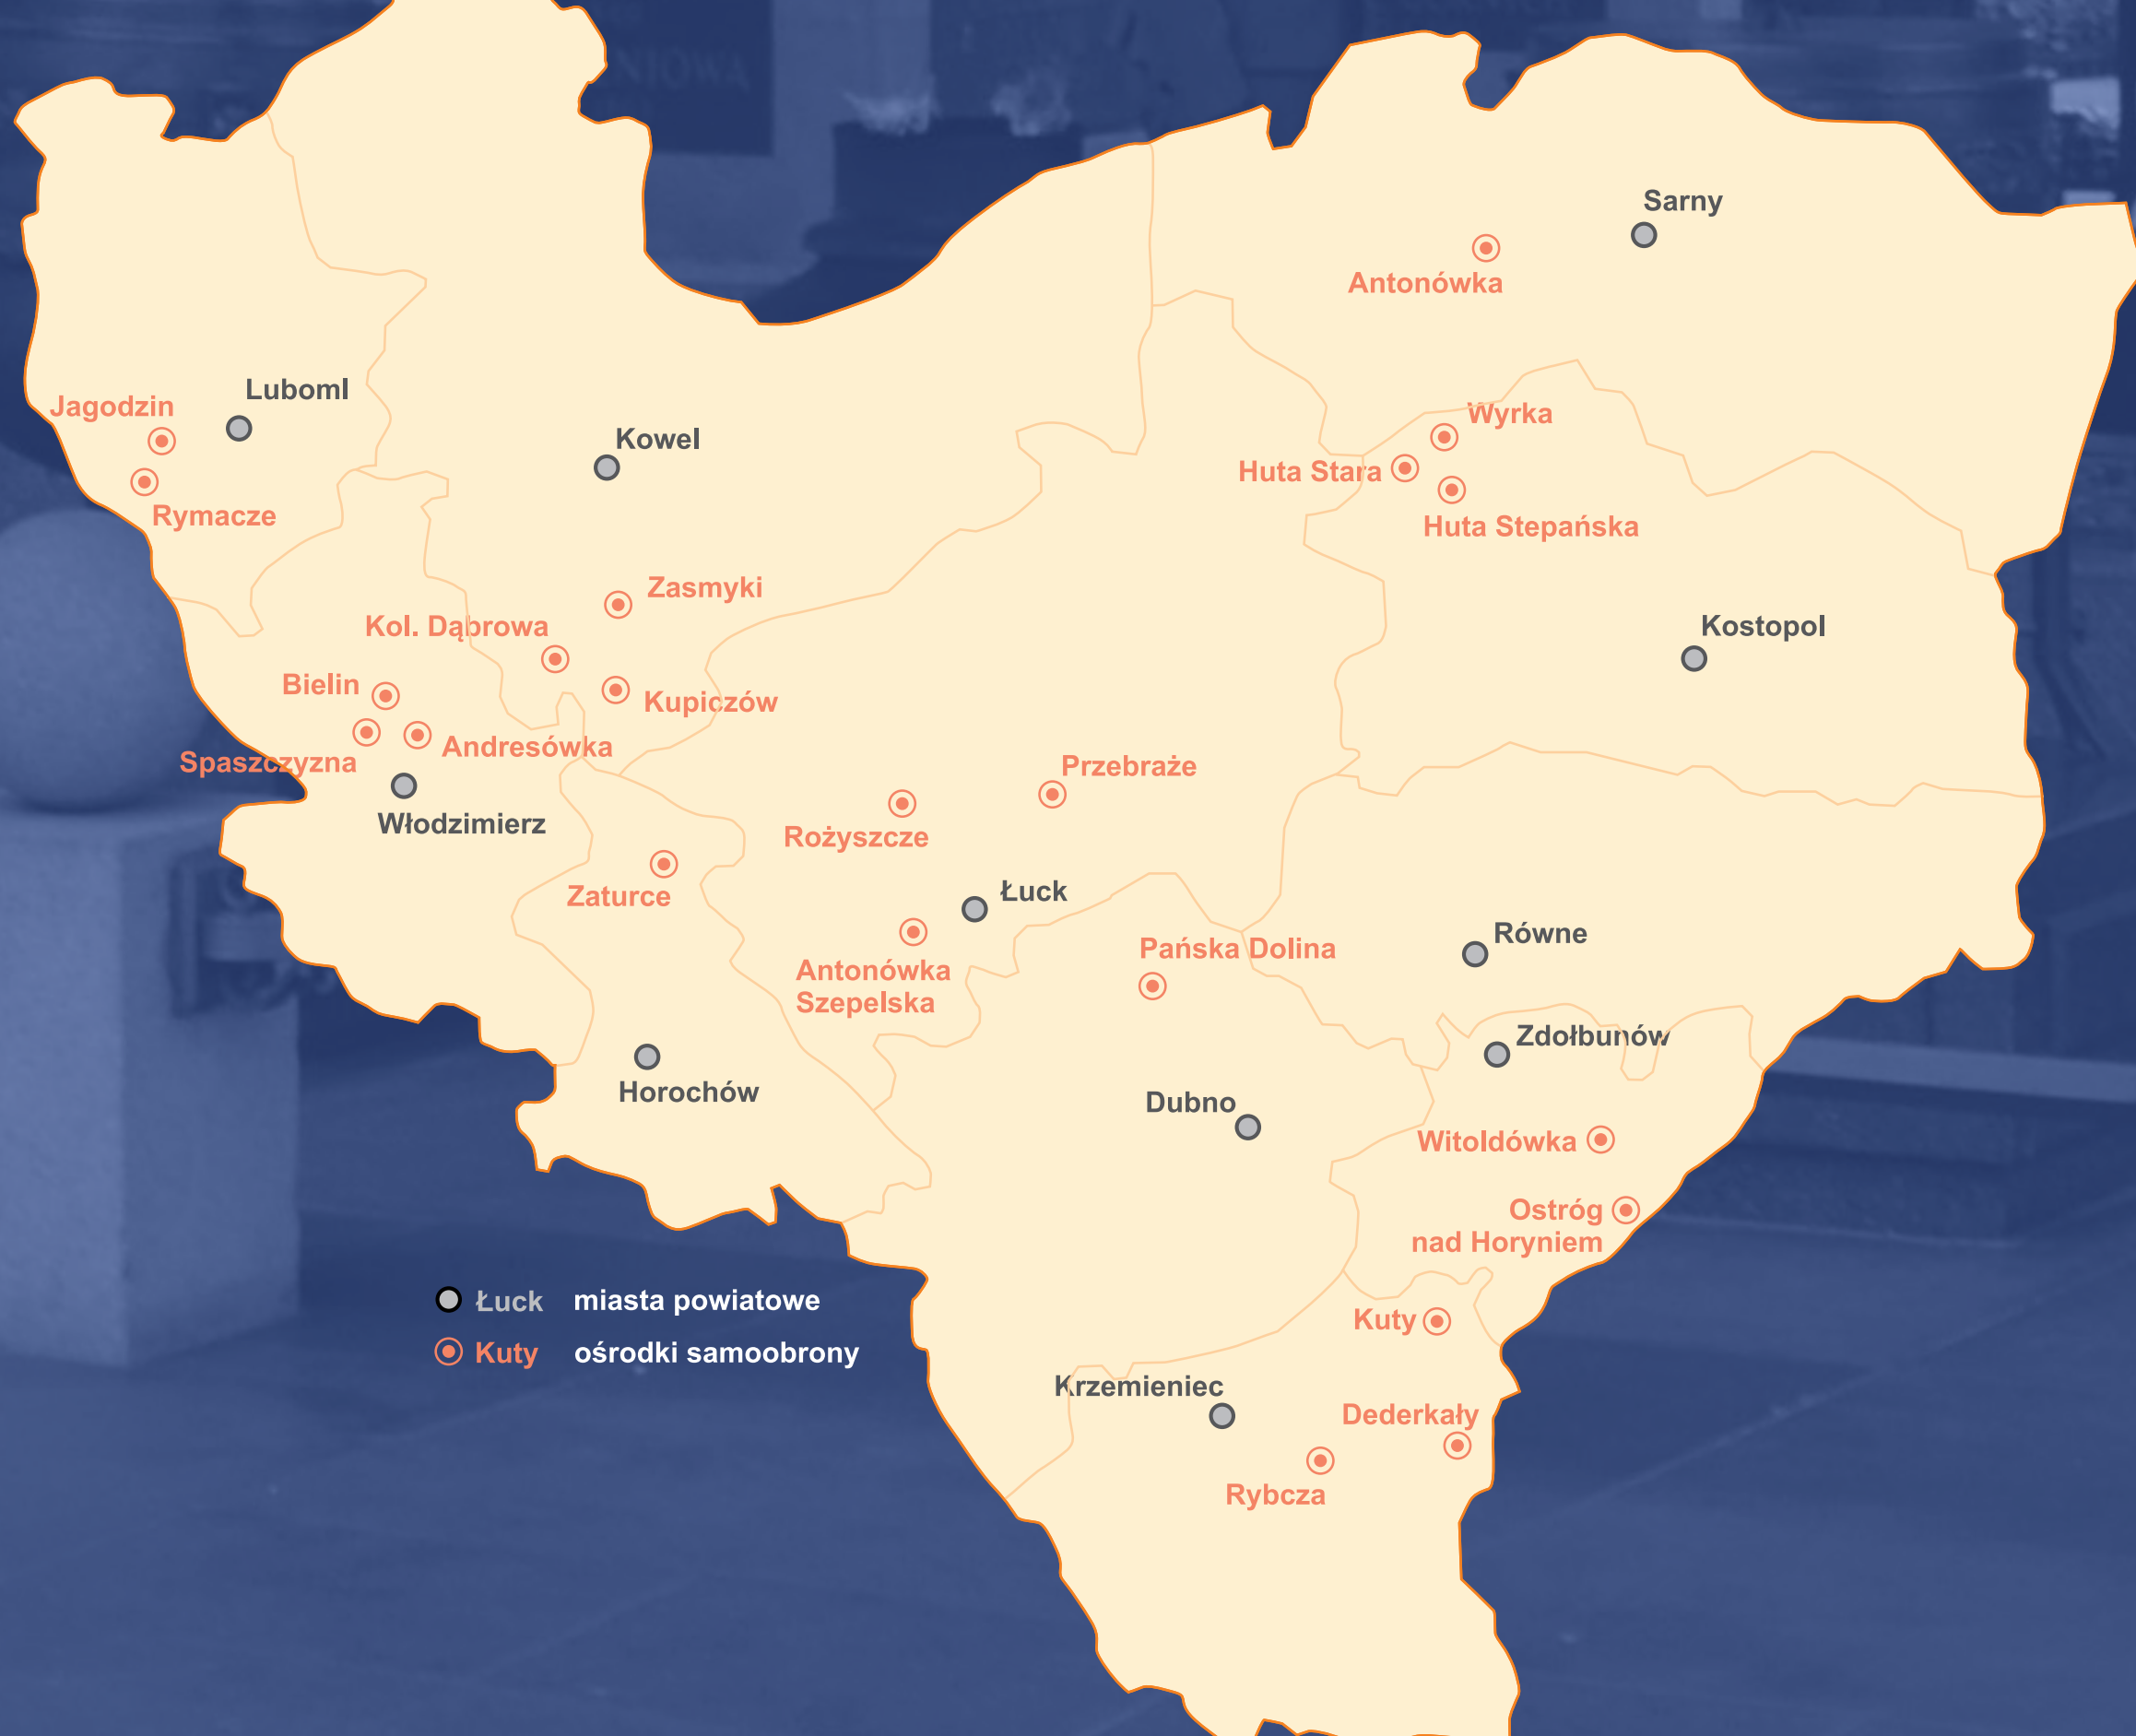 NIOWA
Sarny
Antonówka
Luboml
Jagodzin
Wyrka
Kowel
Huta Stara
Rymacze
Huta Stepańska
Zasmyki
Kol. Dąbrowa
Kostopol
Bielin
Kupiczów
Andresówka
Spaszczyzna
Przebraże
Włodzimierz
Rożyszcze
Zaturce
Łuck
Równe
Pańska Dolina
Antonówka
Szepelska
Zdołbunów
Horochów
Dubno
Witoldówka
Ostróg
nad Horyniem
Łuck miasta powiatowe
Kuty
Kuty ośrodki samoobrony
Krzemieniec
Dederkały
Rybcza